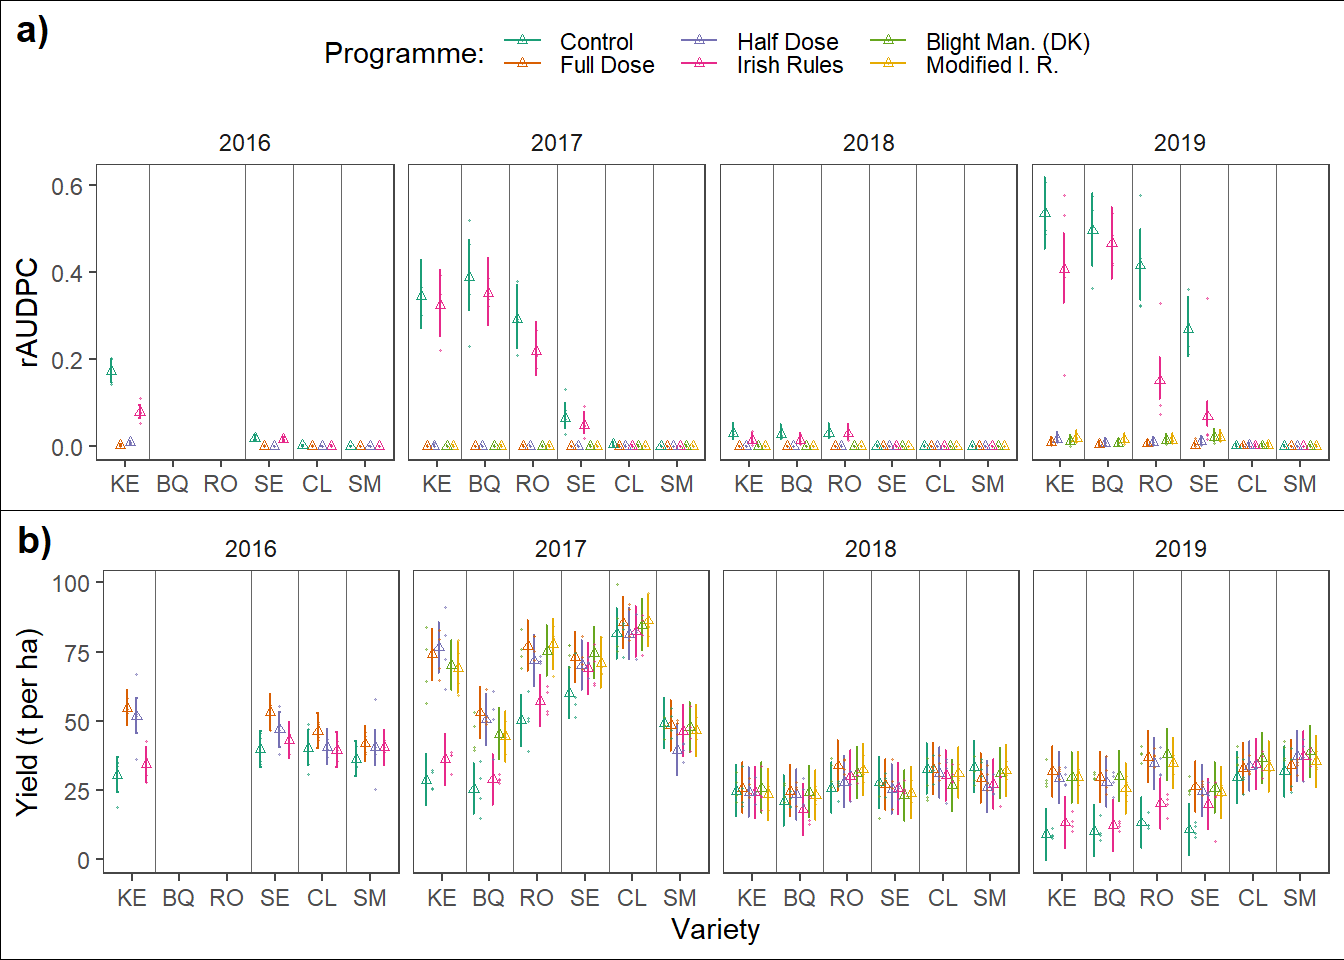 a)
Programme:
Control Half Dose Blight Man. (DK)
Full Dose Irish Rules Modified I. R.
2016 2017 2018 2019
rAUDPC
0.6
0.4
0.2
0.0
KE BQ RO SE CL SM KE BQ RO SE CL SM KE BQ RO SE CL SM KE BQ RO SE CL SM
b)
2016 2017 2018 2019
Yield (t per ha)
100
75
50
25
0
KE BQ RO SE CL SM KE BQ RO SE CL SM KE BQ RO SE CL SM KE BQ RO SE CL SM
Variety